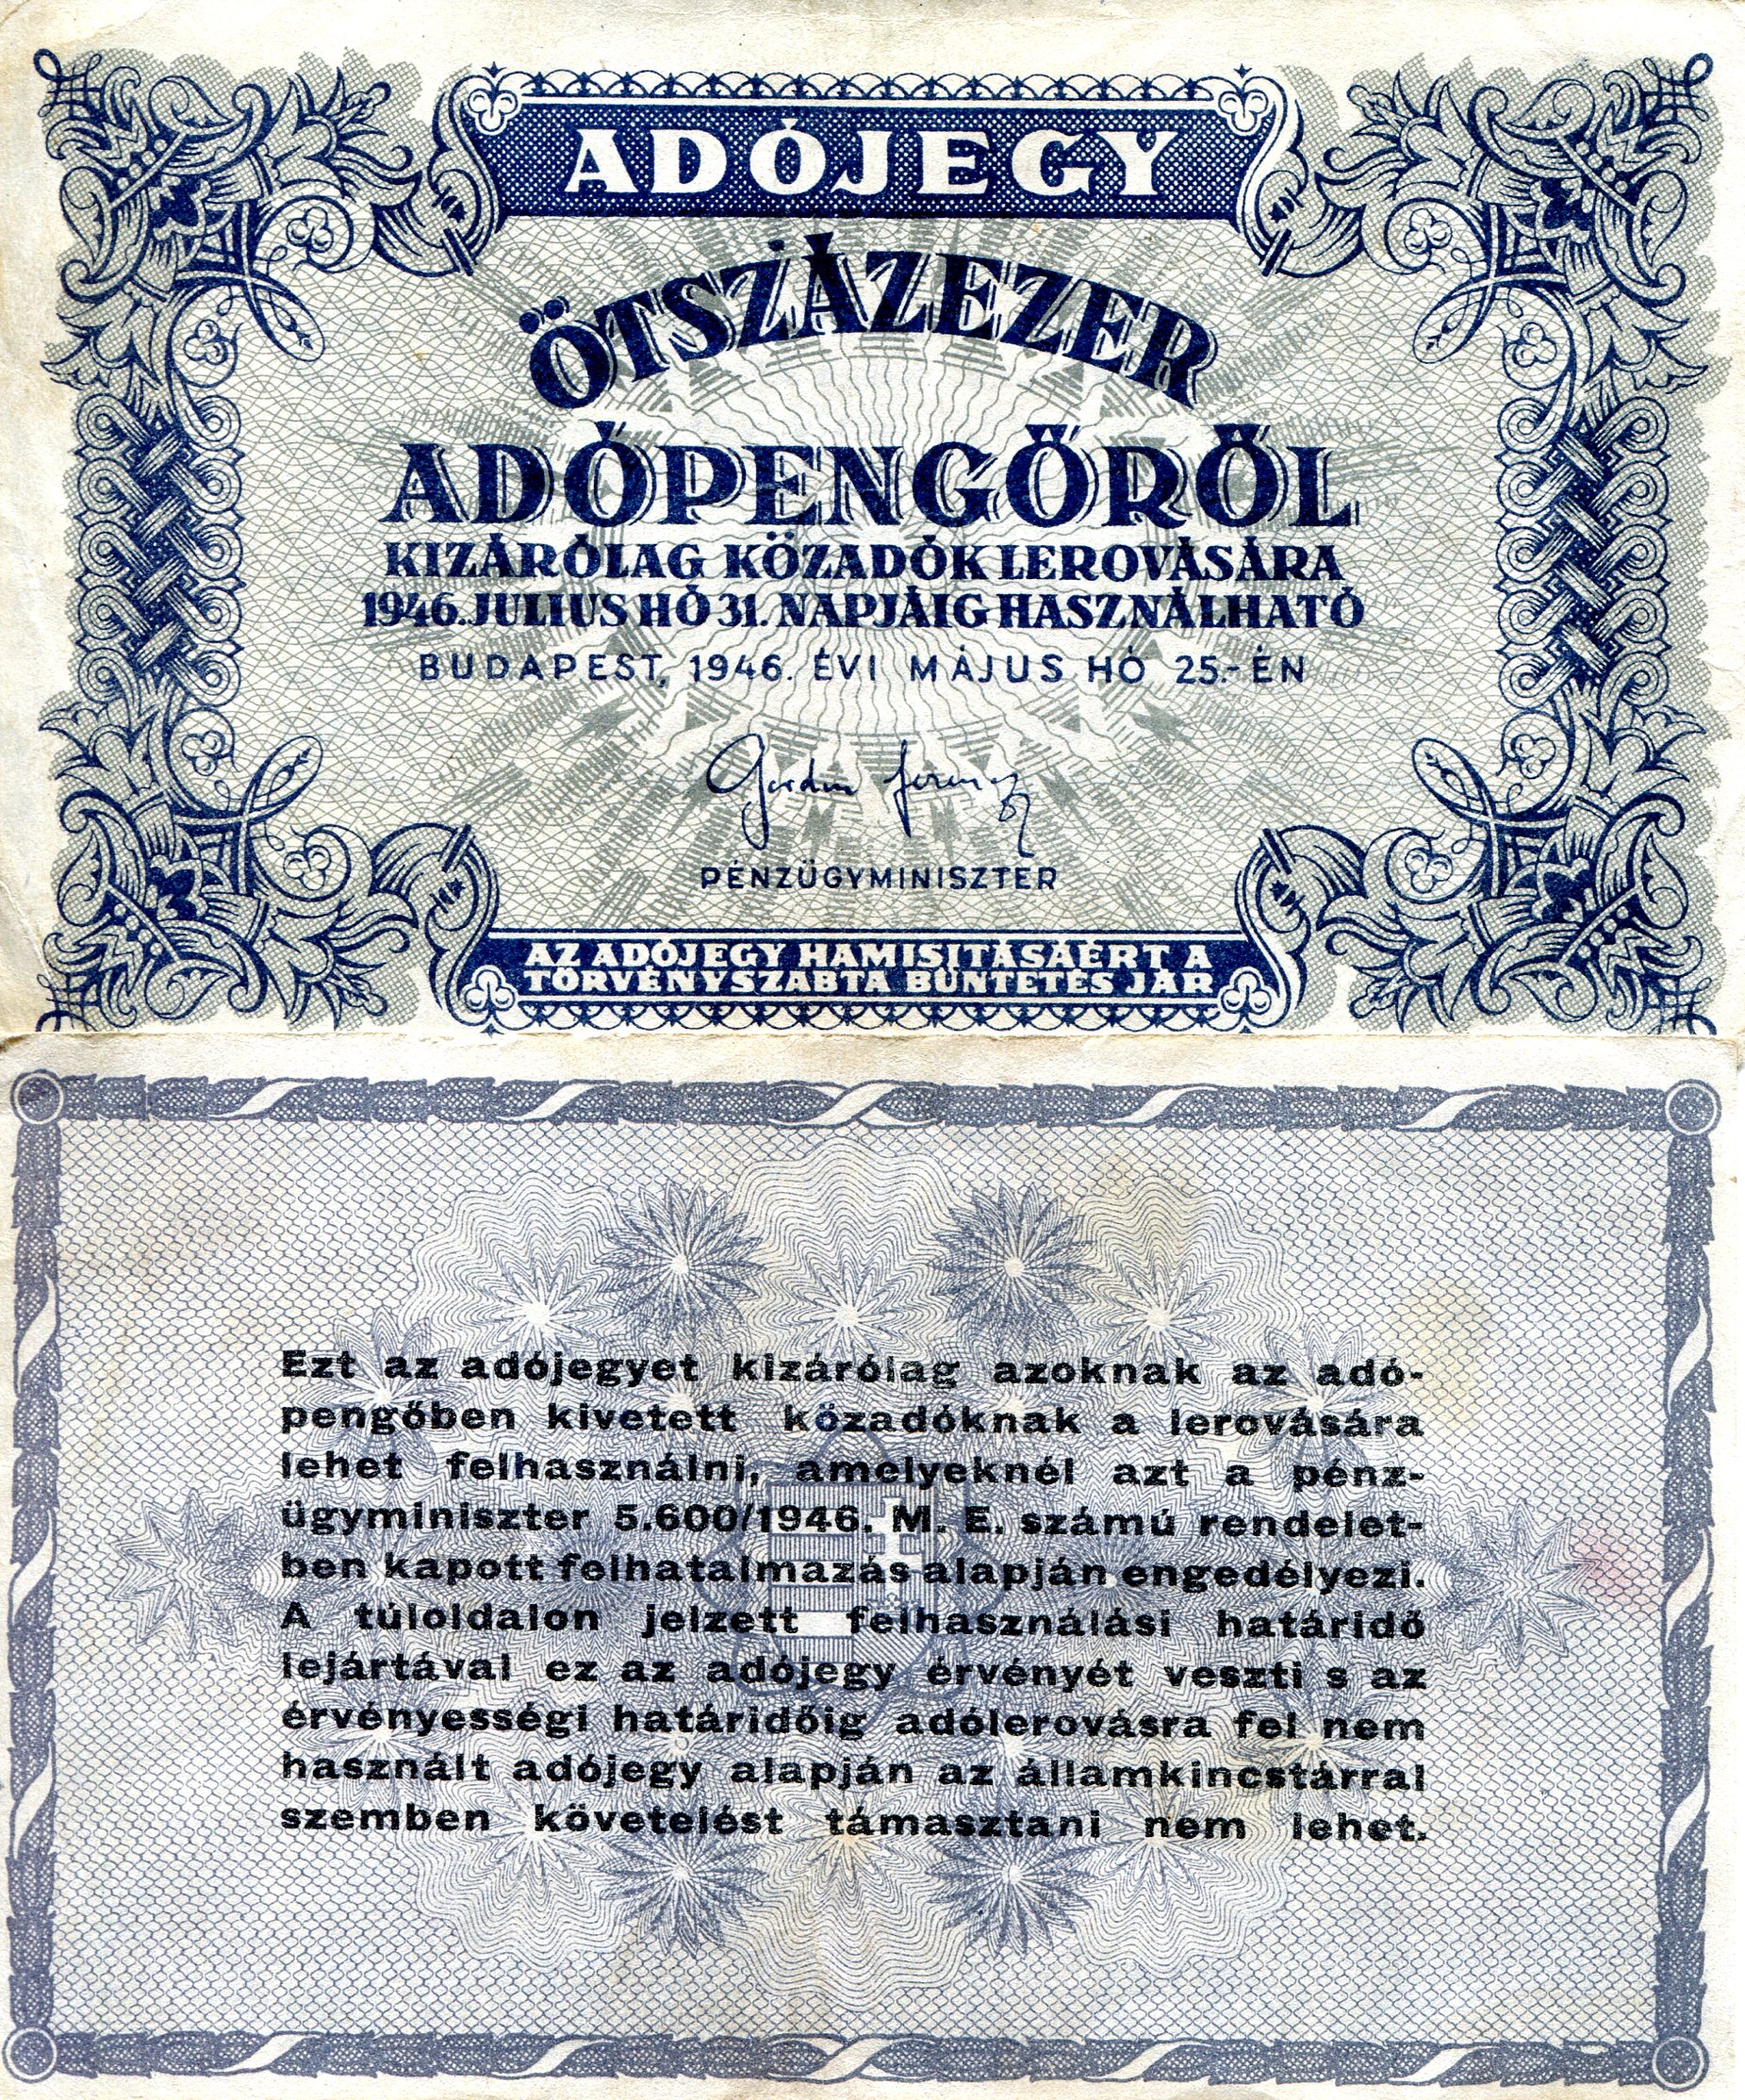 ADÓJEGY
ÖTSZÁZEZER
ADÓPENGŐRŐL
KIZÁRÓLAG KÖZADÓK LEROVÁSÁRA
1946. JULIUS HÓ 31. NAPJÁIG HASZNÁLHATÓ
BUDAPEST, 1946. ÉVI MÁJUS HÓ 25.-ÉN
Gordon Ferenc
PÉNZÜGYMINISZTER
AZ ADÓJEGY HAMISITÁSÁÉRT A
TÖRVÉNYSZABTA BÜNTETÉS JÁR
Ezt az adójegyet kizárólag azoknak az adó-
pengőben kivetett közadóknak a lerovására
lehet felhasználni, amelyeknél azt a pénz-
ügyminiszter 5.600/1946. M. E. számú rendelet-
ben kapott felhatalmazás alapján engedélyezi.
A túloldalon jelzett felhasználási határidő
lejártával ez az adójegy érvényét veszti s az
érvényességi határidőig adólerovásra fel nem
használt adójegy alapján az államkincstárral
szemben követelést támasztani nem lehet.